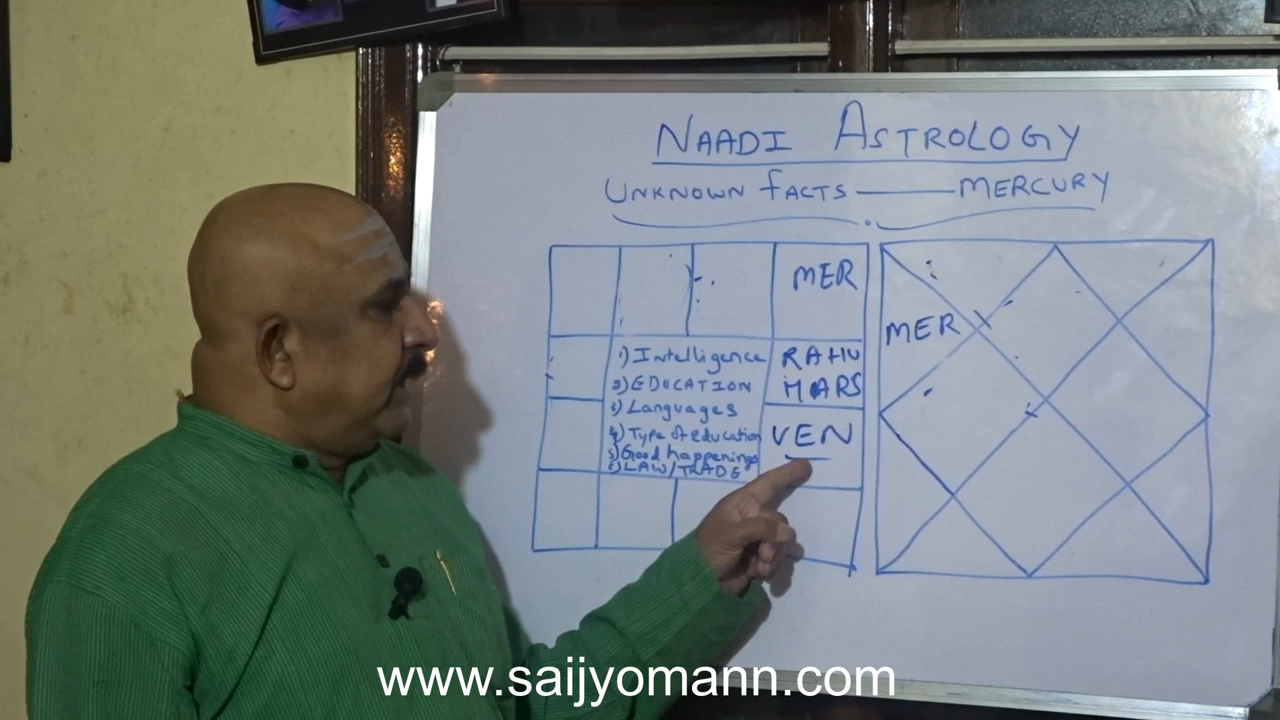 NAADI ASTROLOGY
UNKNOWN FACTS — MERCURY
MER
MER
1) Intelligence
2) EDUCATION
3) Languages
4) Type of education
5) Good happenings
6) LAW/TRADE
RAHU
MARS
VEN
www.saijyomann.com